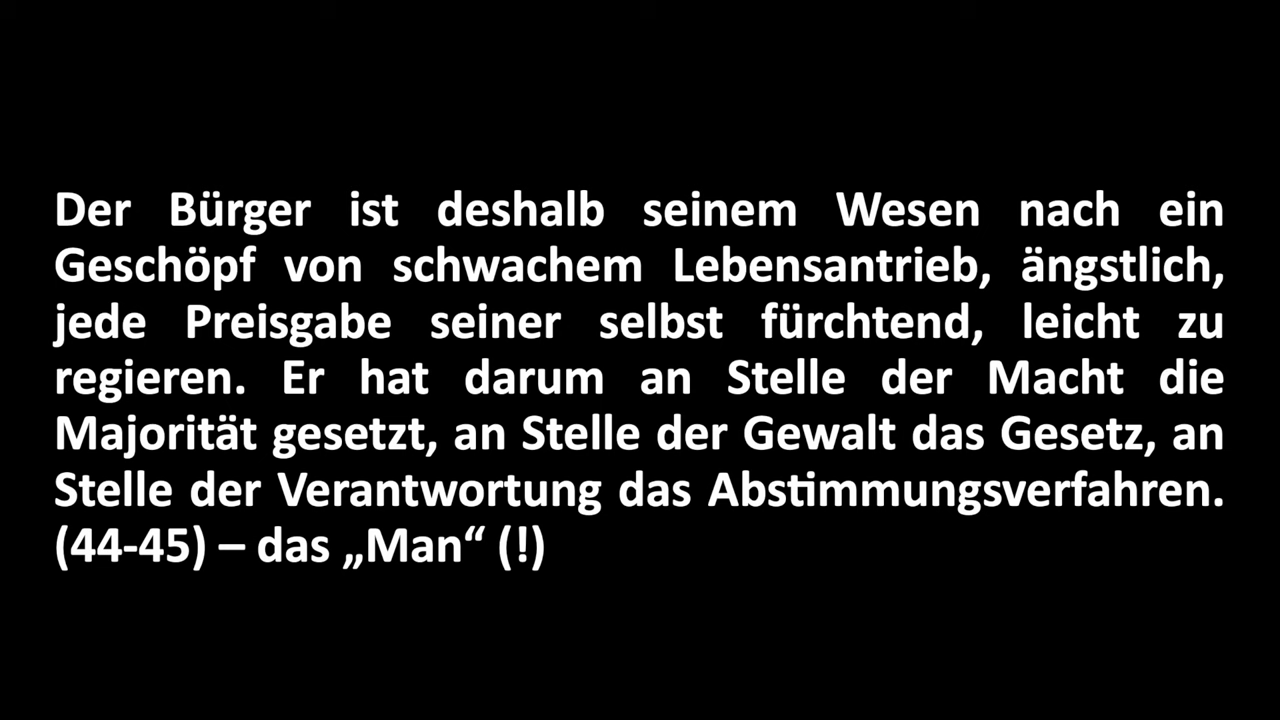 Der Bürger ist deshalb seinem Wesen nach ein
Geschöpf von schwachem Lebensantrieb, ängstlich,
jede Preisgabe seiner selbst fürchtend, leicht zu
regieren. Er hat darum an Stelle der Macht die
Majorität gesetzt, an Stelle der Gewalt das Gesetz, an
Stelle der Verantwortung das Abstimmungsverfahren.
(44-45) – das „Man“ (!)